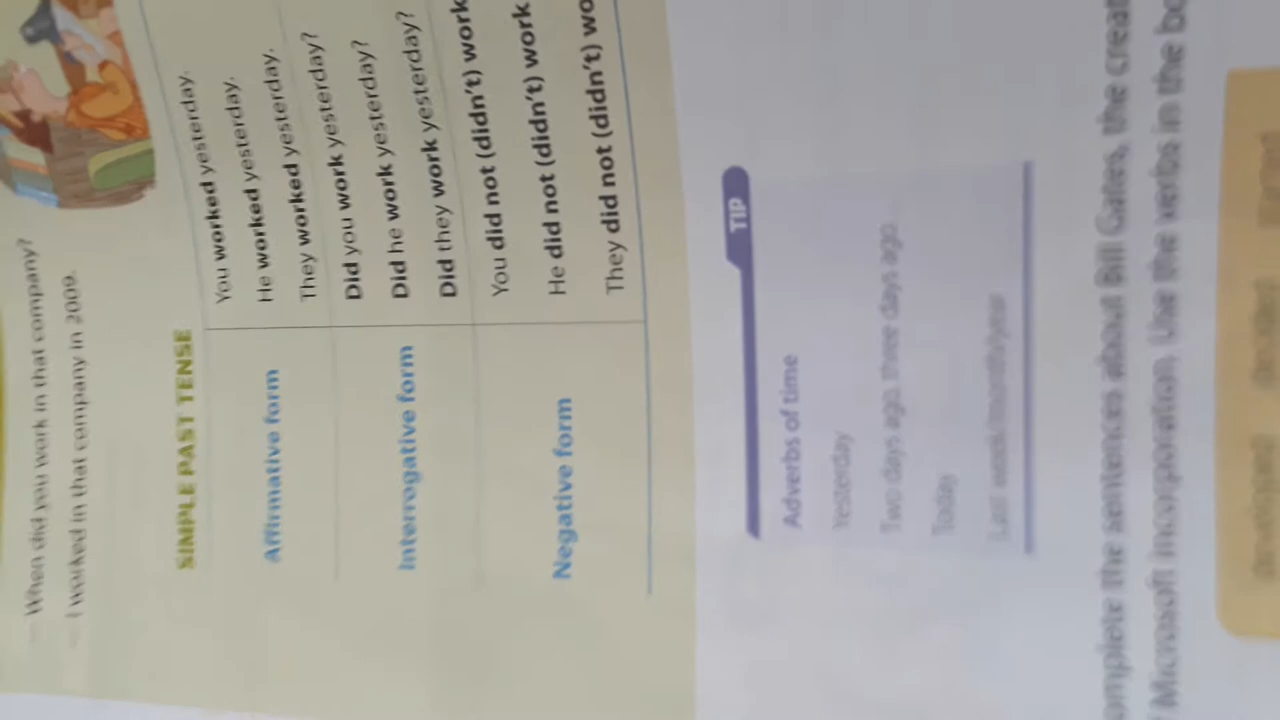 — When did you work in that company?
— I worked in that company in 2009.
SIMPLE PAST TENSE
Affirmative form
You worked yesterday.
He worked yesterday.
They worked yesterday.
Interrogative form
Did you work yesterday?
Did he work yesterday?
Did they work yesterday?
Negative form
You did not (didn't) work
He did not (didn't) work
They did not (didn't) wo
TIP
Adverbs of time
Yesterday
Two days ago, three days ago.
Today
Last week/month/year
omplete the sentences about Bill Gates, the creat
Microsoft Incorporation. Use the verbs in the bo